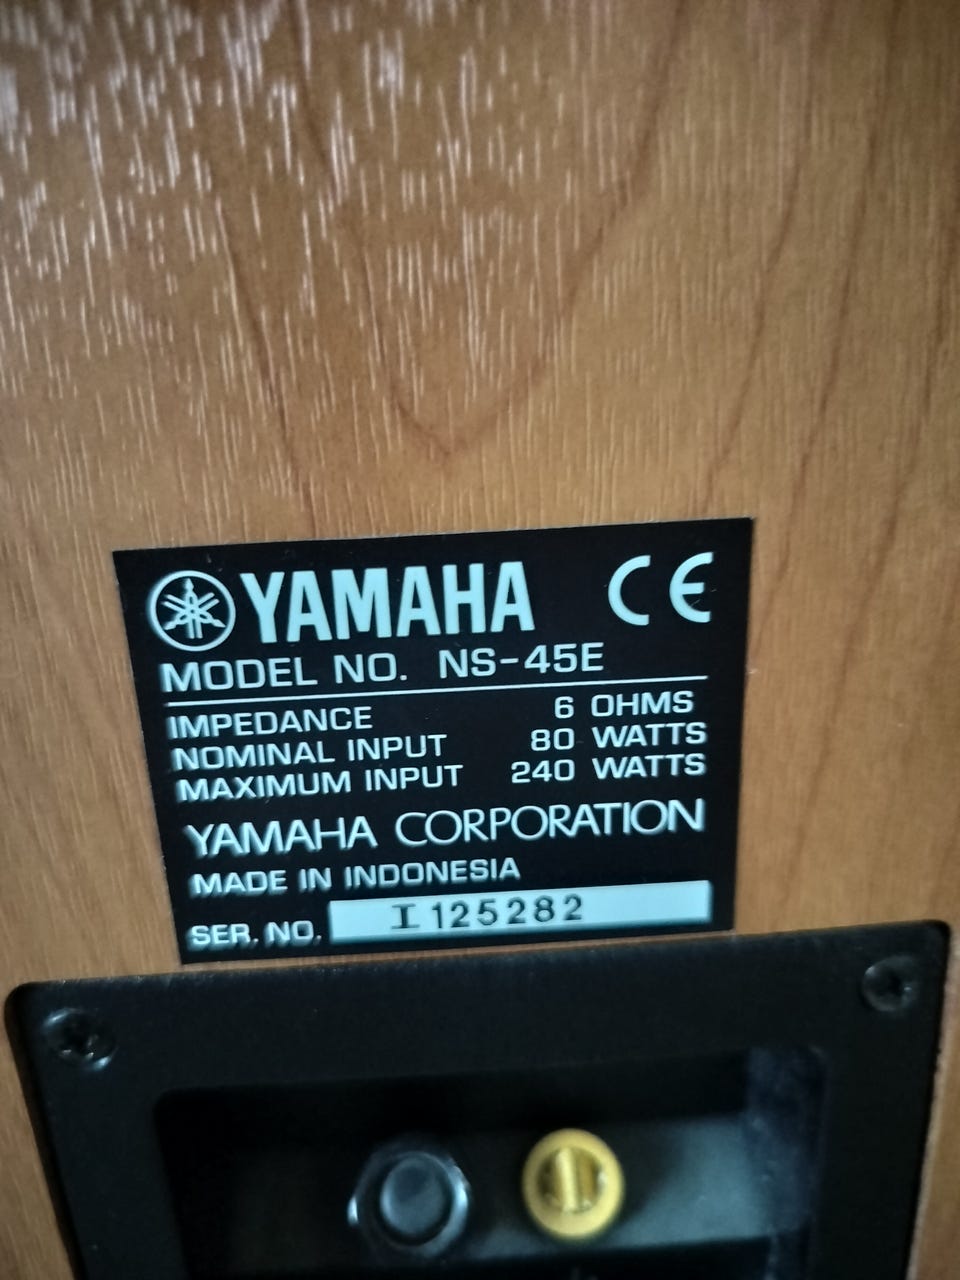 YAMAHA CE
MODEL NO. NS-45E
IMPEDANCE 6 OHMS
NOMINAL INPUT 80 WATTS
MAXIMUM INPUT 240 WATTS
YAMAHA CORPORATION
MADE IN INDONESIA
SER. NO. I 125282